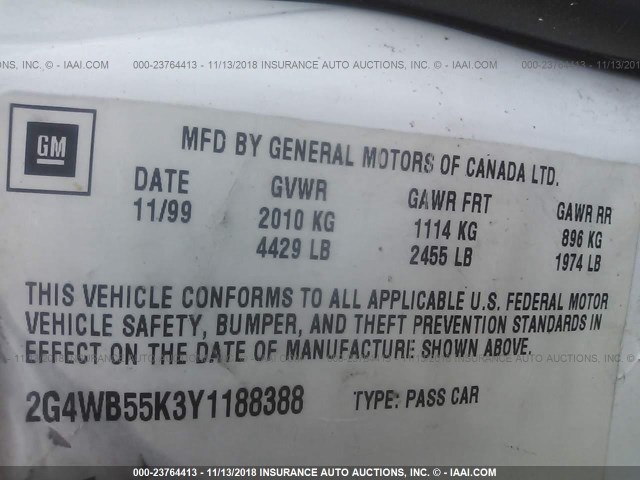 INSURANCE AUTO AUCTIONS, INC. - IAAI.COM 000-23764413 - 11/13/2018 INSURANCE AUTO AUCTIONS, INC. - IAAI.COM
GM
MFD BY GENERAL MOTORS OF CANADA LTD.
DATE GVWR GAWR FRT GAWR RR
11/99 2010 KG 1114 KG 896 KG
4429 LB 2455 LB 1974 LB
THIS VEHICLE CONFORMS TO ALL APPLICABLE U.S. FEDERAL MOTOR
VEHICLE SAFETY, BUMPER, AND THEFT PREVENTION STANDARDS IN
EFFECT ON THE DATE OF MANUFACTURE SHOWN ABOVE.
2G4WB55K3Y1188388 TYPE: PASS CAR
000-23764413 - 11/13/2018 INSURANCE AUTO AUCTIONS, INC. - IAAI.COM